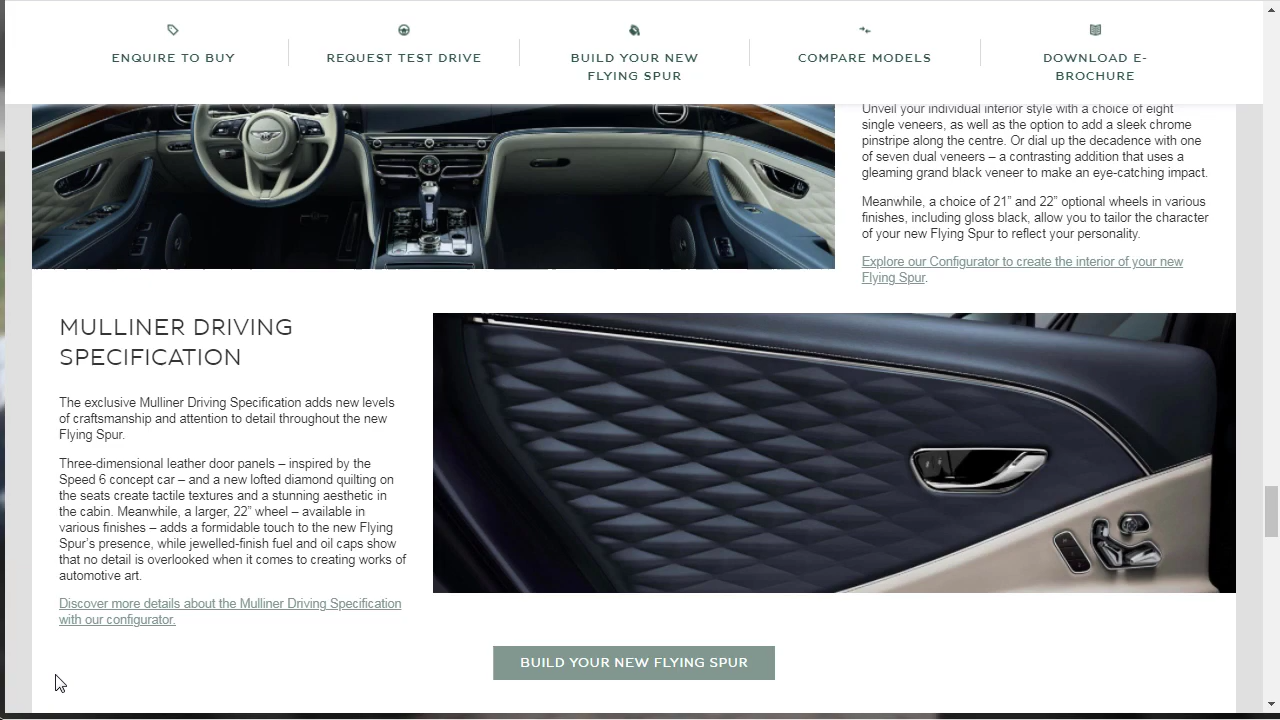 ENQUIRE TO BUY
REQUEST TEST DRIVE
BUILD YOUR NEW
FLYING SPUR
COMPARE MODELS
DOWNLOAD E-
BROCHURE
Unveil your individual interior style with a choice of eight
single veneers, as well as the option to add a sleek chrome
pinstripe along the centre. Or dial up the decadence with one
of seven dual veneers – a contrasting addition that uses a
gleaming grand black veneer to make an eye-catching impact.
Meanwhile, a choice of 21” and 22” optional wheels in various
finishes, including gloss black, allow you to tailor the character
of your new Flying Spur to reflect your personality.
Explore our Configurator to create the interior of your new
Flying Spur.
MULLINER DRIVING
SPECIFICATION
The exclusive Mulliner Driving Specification adds new levels
of craftsmanship and attention to detail throughout the new
Flying Spur.
Three-dimensional leather door panels – inspired by the
Speed 6 concept car – and a new lofted diamond quilting on
the seats create tactile textures and a stunning aesthetic in
the cabin. Meanwhile, a larger, 22” wheel – available in
various finishes – adds a formidable touch to the new Flying
Spur’s presence, while jewelled-finish fuel and oil caps show
that no detail is overlooked when it comes to creating works of
automotive art.
Discover more details about the Mulliner Driving Specification
with our configurator.
BUILD YOUR NEW FLYING SPUR